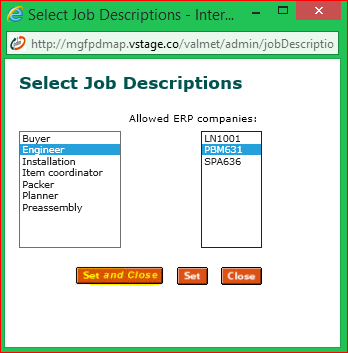 Select Job Descriptions - Inter...
http://mgfpdmap.vstage.co/valmet/admin/jobDescriptio
Select Job Descriptions
Allowed ERP companies:
Buyer
Engineer
Installation
Item coordinator
Packer
Planner
Preassembly
LN1001
PBM631
SPA636
Set and Close
Set
Close